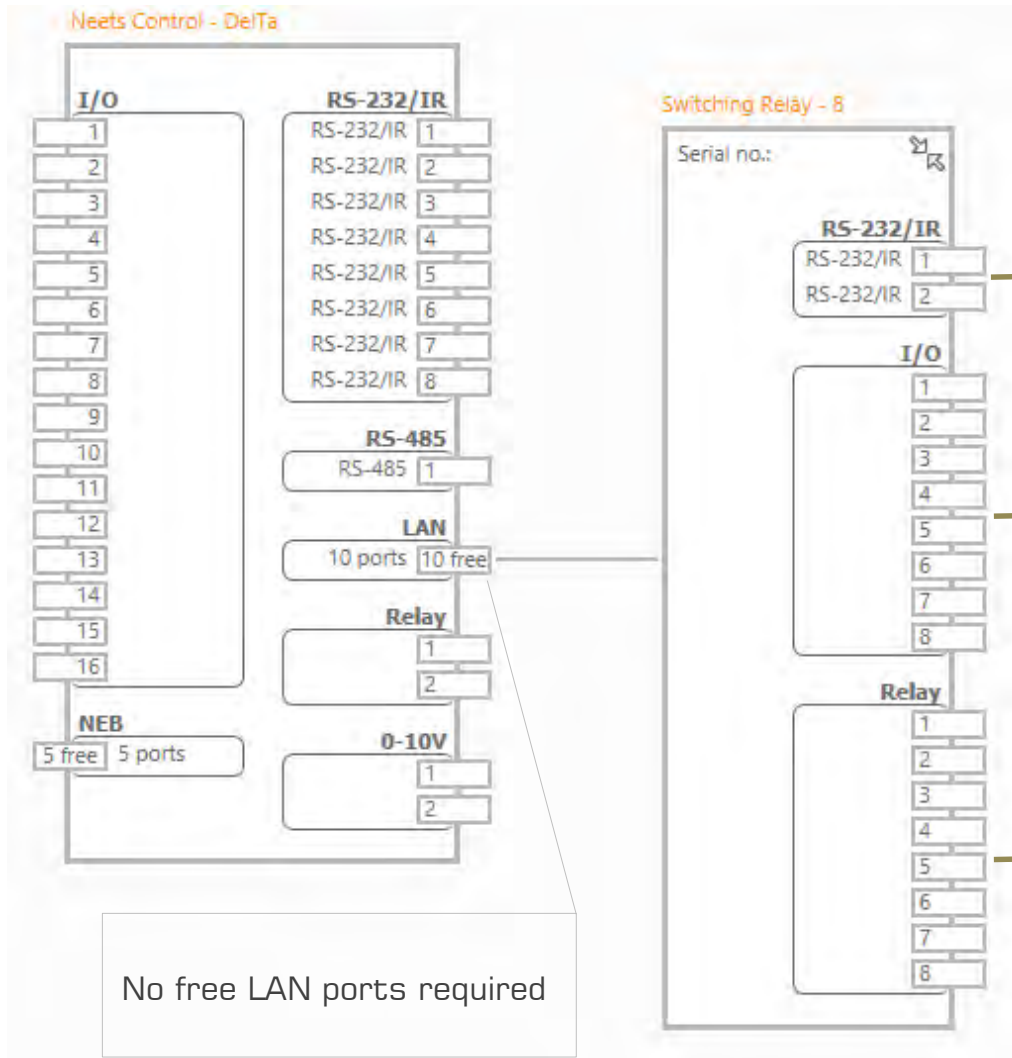 Neets Control - DelTa
I/O
1
2
3
4
5
6
7
8
9
10
11
12
13
14
15
16
NEB
5 free 5 ports
RS-232/IR
RS-232/IR 1
RS-232/IR 2
RS-232/IR 3
RS-232/IR 4
RS-232/IR 5
RS-232/IR 6
RS-232/IR 7
RS-232/IR 8
RS-485
RS-485 1
LAN
10 ports 10 free
Relay
1
2
0-10V
1
2
No free LAN ports required
Switching Relay - 8
Serial no.:
RS-232/IR
RS-232/IR 1
RS-232/IR 2
I/O
1
2
3
4
5
6
7
8
Relay
1
2
3
4
5
6
7
8